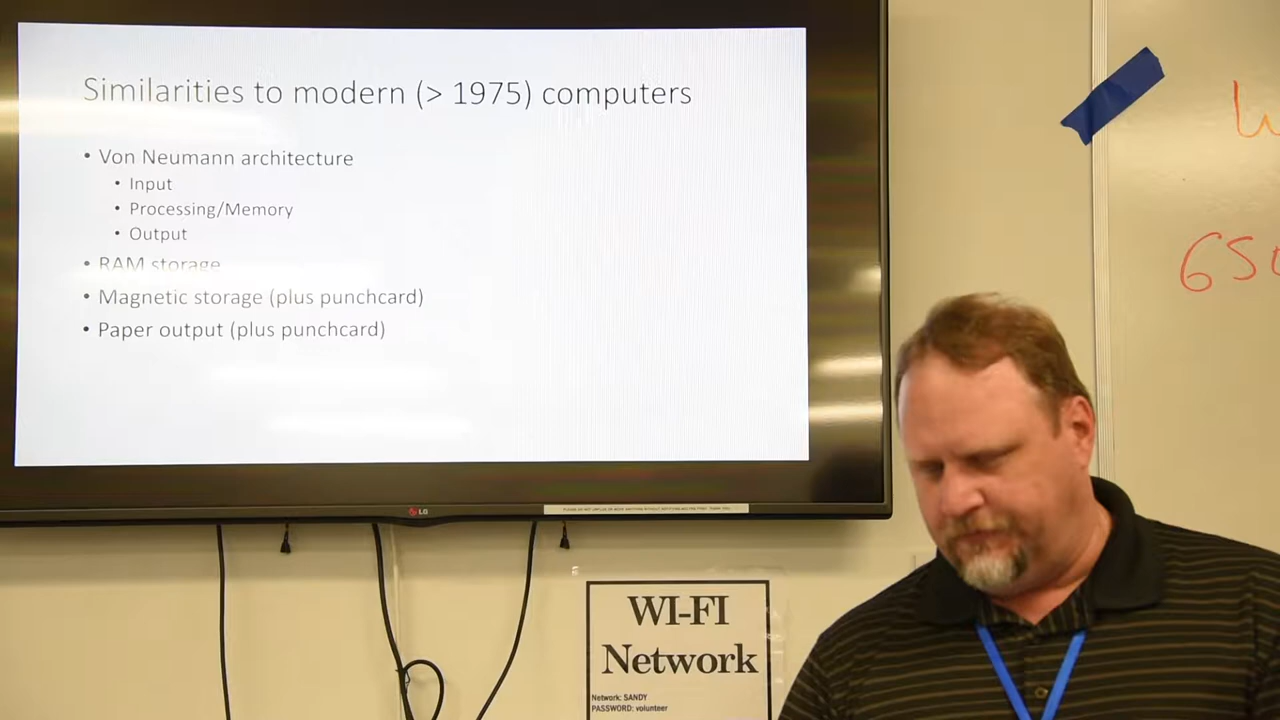 Similarities to modern (> 1975) computers
• Von Neumann architecture
• Input
• Processing/Memory
• Output
• RAM storage
• Magnetic storage (plus punchcard)
• Paper output (plus punchcard)
LG
WI-FI
Network
Network: SANDY
PASSWORD: volunteer